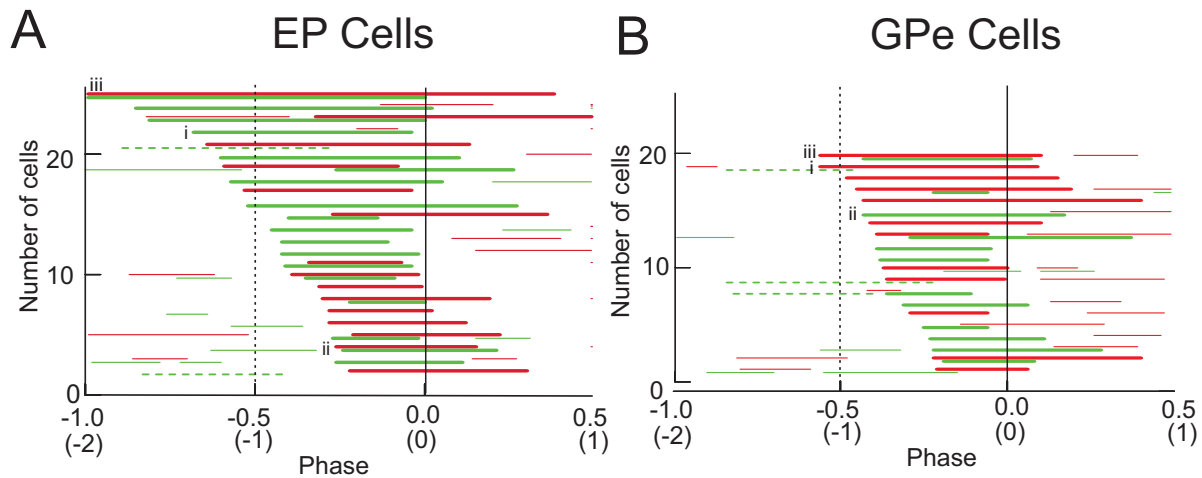 A
EP Cells
iii
i
ii
Number of cells
20
10
0
-1.0 -0.5 0.0 0.5
(-2) (-1) (0) (1)
Phase
B
GPe Cells
iii
i
ii
Number of cells
20
10
0
-1.0 -0.5 0.0 0.5
(-2) (-1) (0) (1)
Phase